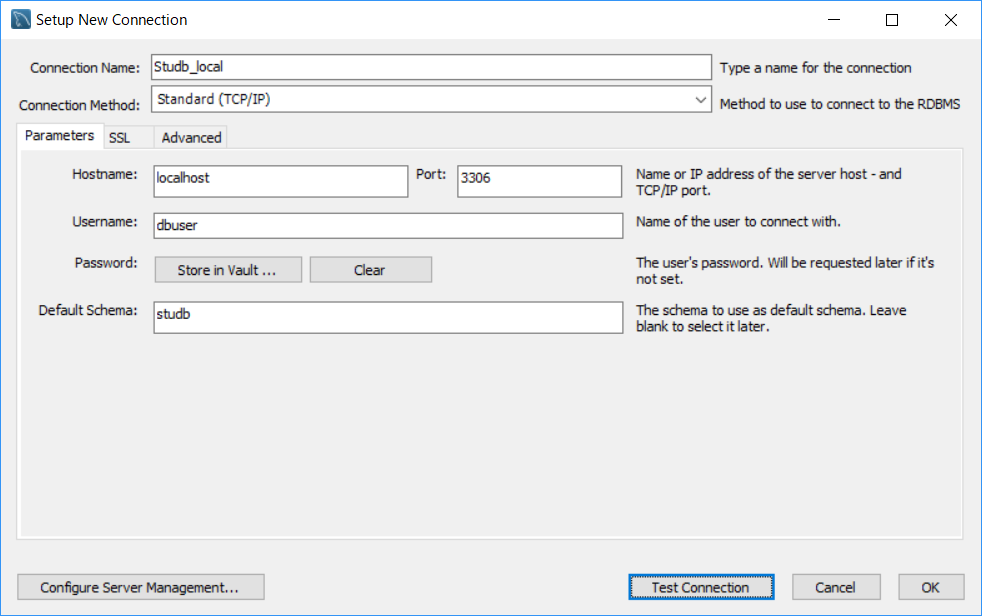 Setup New Connection
Connection Name: Studb_local Type a name for the connection
Connection Method: Standard (TCP/IP) Method to use to connect to the RDBMS
Parameters SSL Advanced
Hostname: localhost Port: 3306 Name or IP address of the server host - and
TCP/IP port.
Username: dbuser Name of the user to connect with.
Password: Store in Vault ... Clear The user's password. Will be requested later if it's
not set.
Default Schema: studb The schema to use as default schema. Leave
blank to select it later.
Configure Server Management... Test Connection Cancel OK